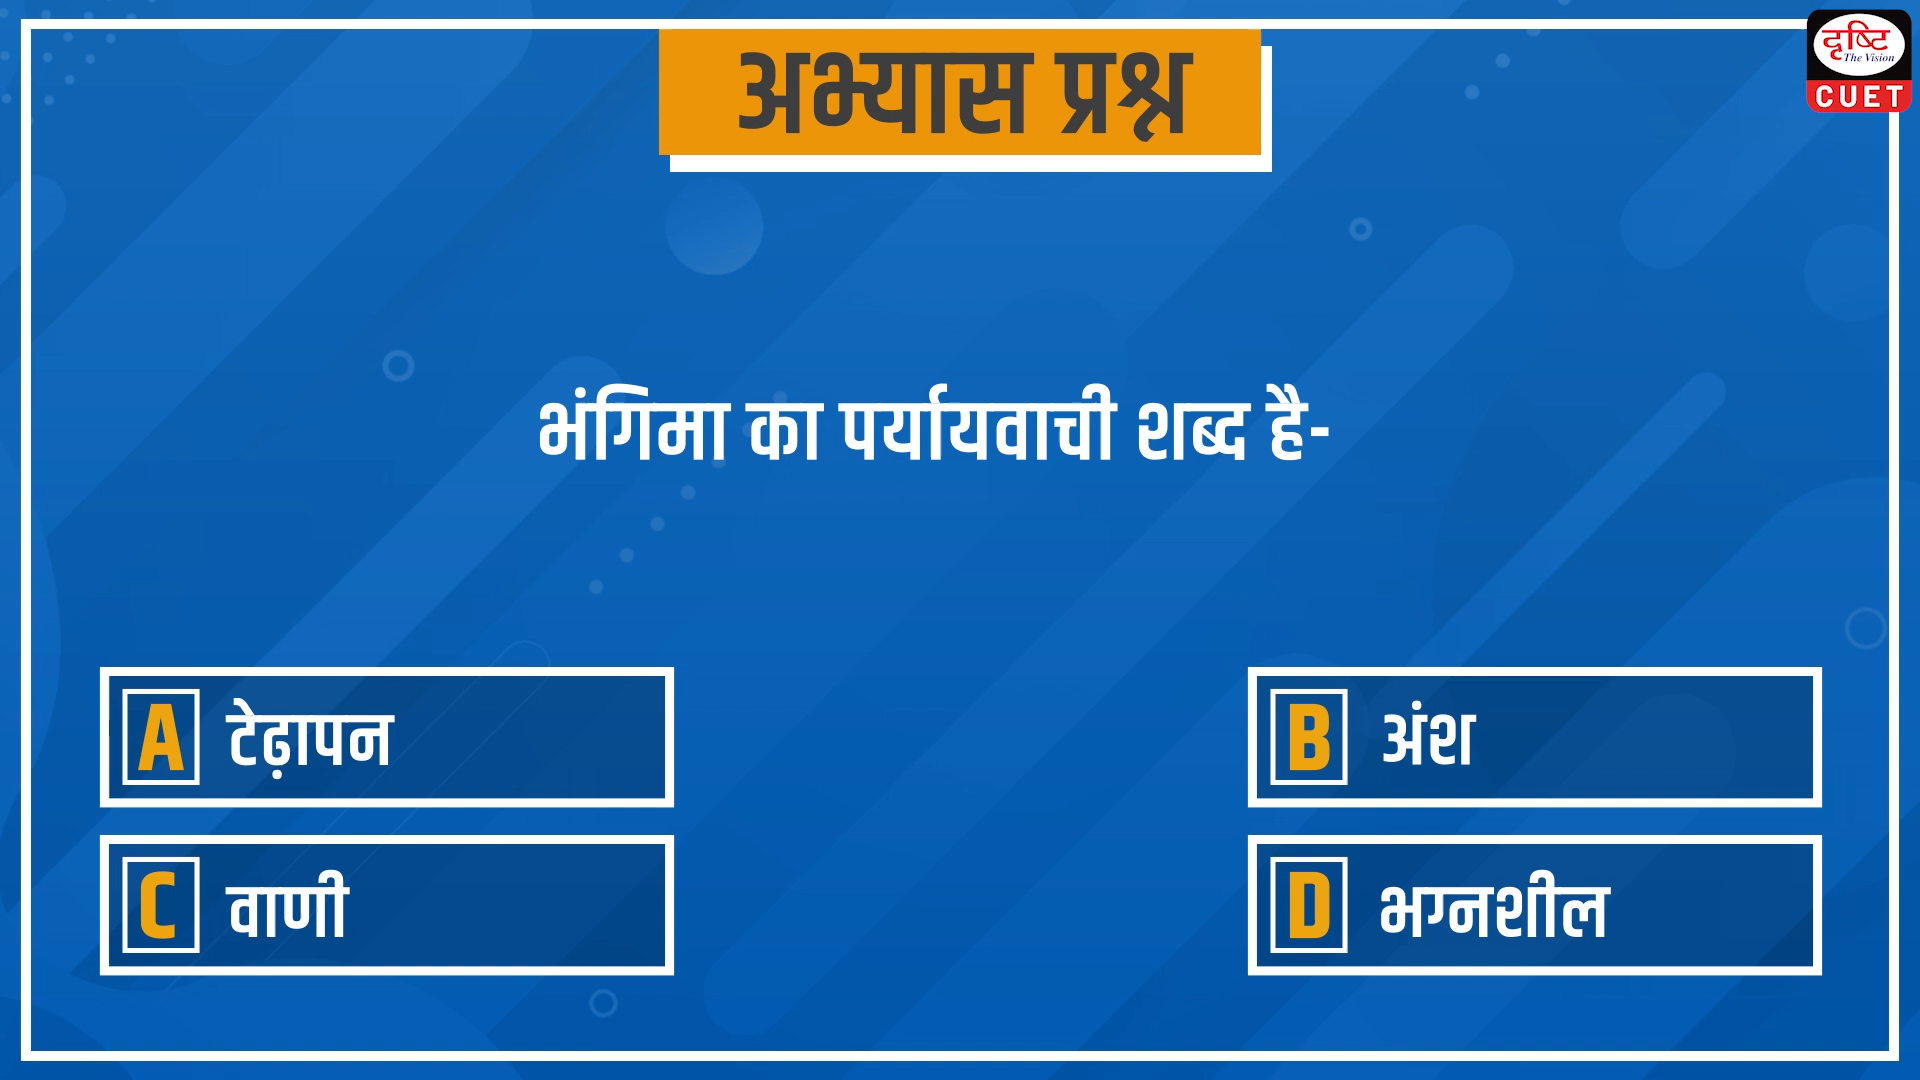 दृष्टि
The Vision
CUET
अभ्यास प्रश्न
भंगिमा का पर्यायवाची शब्द है-
A टेढ़ापन
B अंश
C वाणी
D भग्नशील